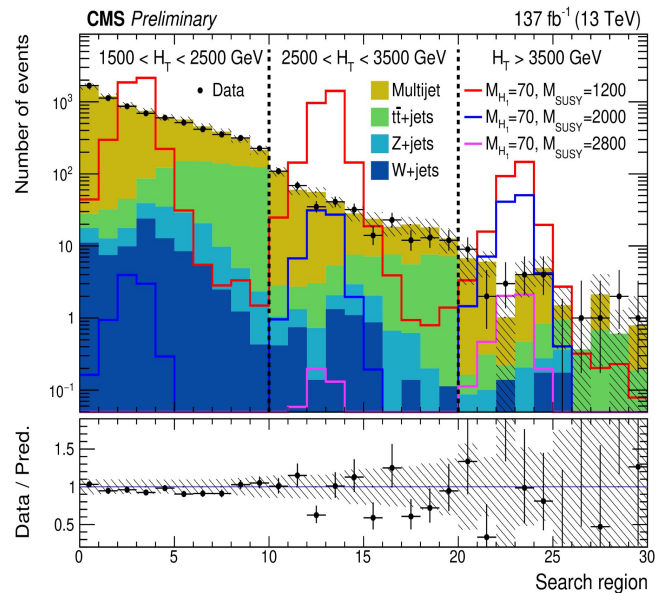 CMS Preliminary 137 fb⁻¹ (13 TeV)
1500 < H_T < 2500 GeV 2500 < H_T < 3500 GeV H_T > 3500 GeV
Data
Multijet
tt̄+jets
Z+jets
W+jets
M_H₁=70, M_SUSY=1200
M_H₁=70, M_SUSY=2000
M_H₁=70, M_SUSY=2800
Number of events
10³
10²
10
1
10⁻¹
Data / Pred.
1.5
1
0.5
0 5 10 15 20 25 30
Search region